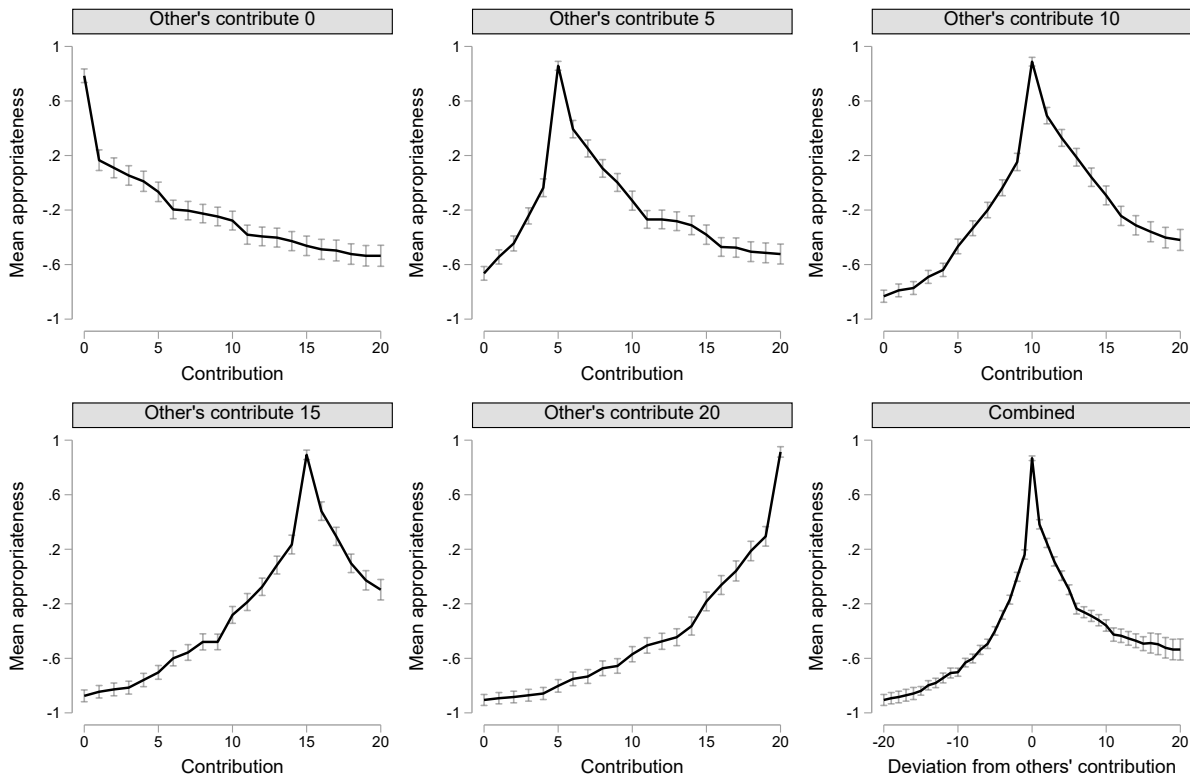 Other's contribute 0
Other's contribute 5
Other's contribute 10
Mean appropriateness
1
.6
.2
-.2
-.6
-1
0 5 10 15 20
Contribution
Mean appropriateness
1
.6
.2
-.2
-.6
-1
0 5 10 15 20
Contribution
Mean appropriateness
1
.6
.2
-.2
-.6
-1
0 5 10 15 20
Contribution
Other's contribute 15
Other's contribute 20
Combined
Mean appropriateness
1
.6
.2
-.2
-.6
-1
0 5 10 15 20
Contribution
Mean appropriateness
1
.6
.2
-.2
-.6
-1
0 5 10 15 20
Contribution
Mean appropriateness
1
.6
.2
-.2
-.6
-1
-20 -10 0 10 20
Deviation from others' contribution